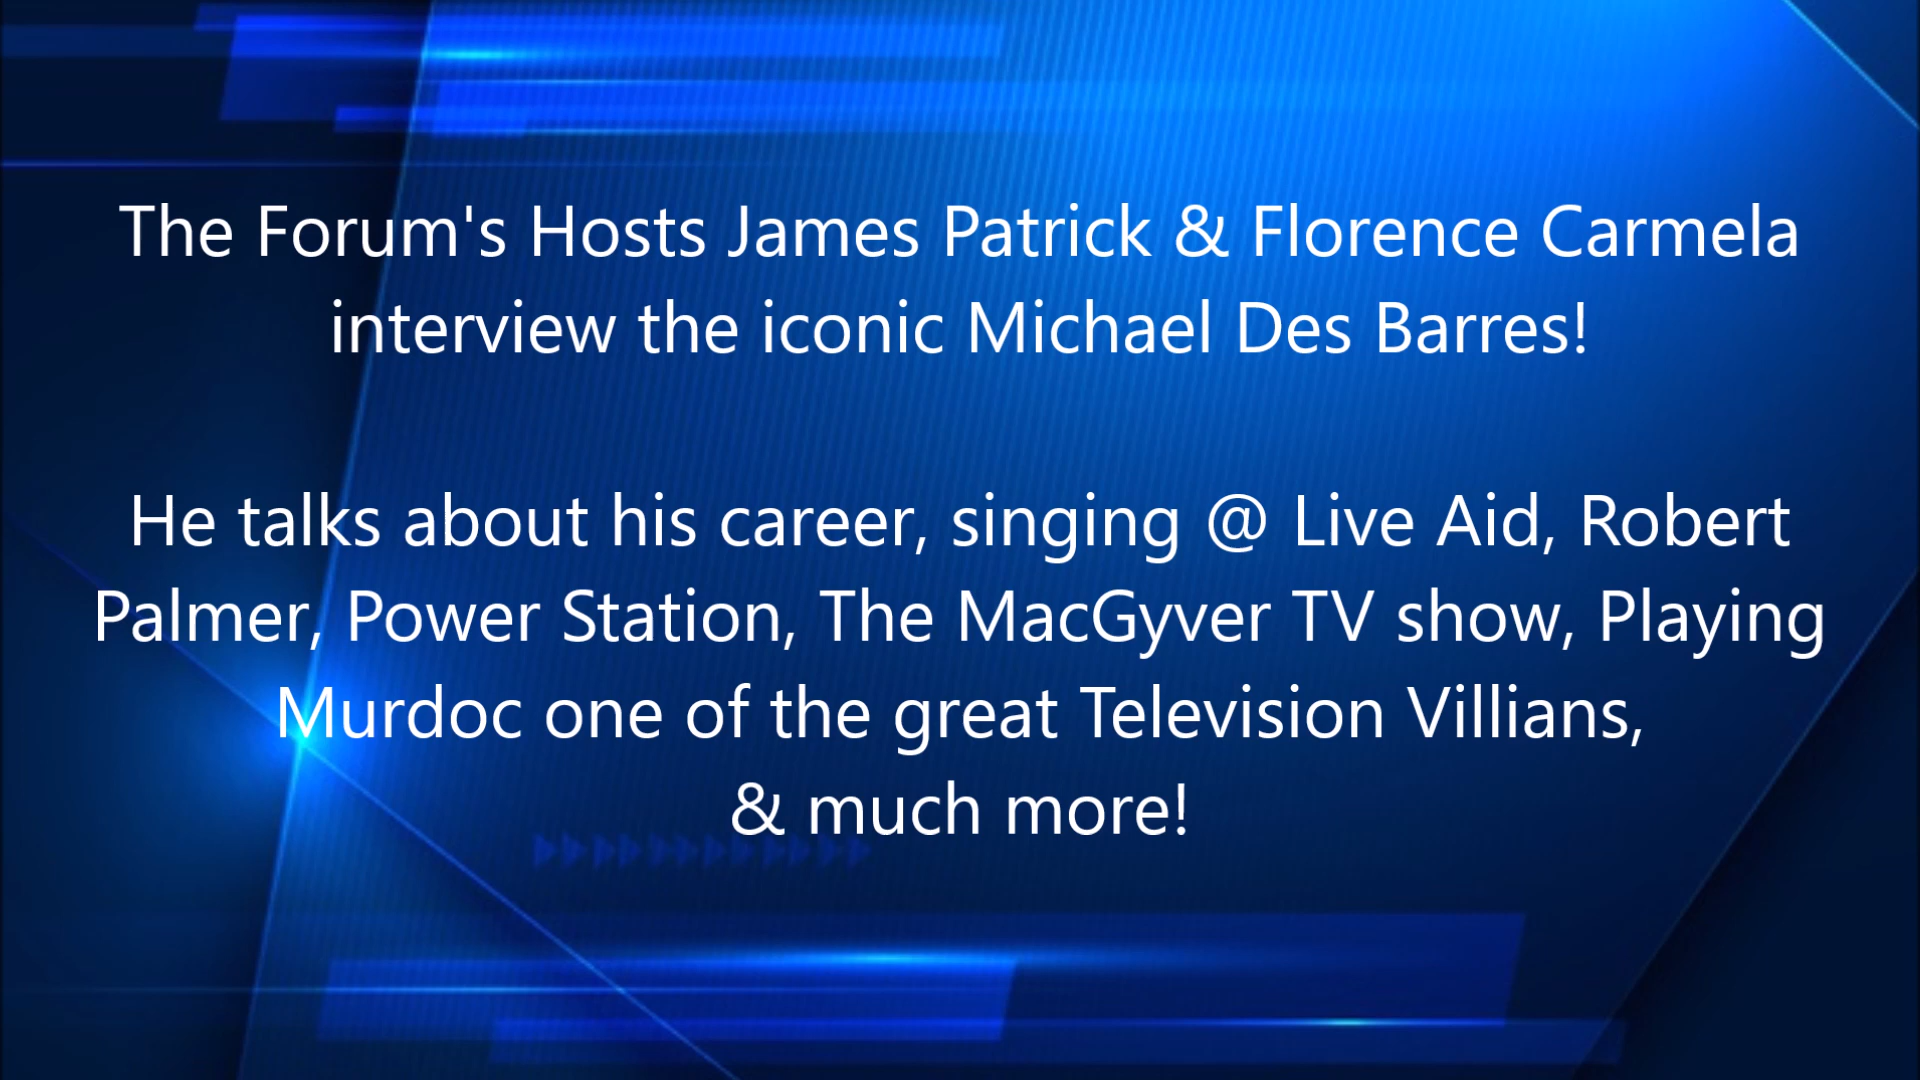 The Forum's Hosts James Patrick & Florence Carmela
interview the iconic Michael Des Barres!
He talks about his career, singing @ Live Aid, Robert
Palmer, Power Station, The MacGyver TV show, Playing
Murdoc one of the great Television Villians,
& much more!